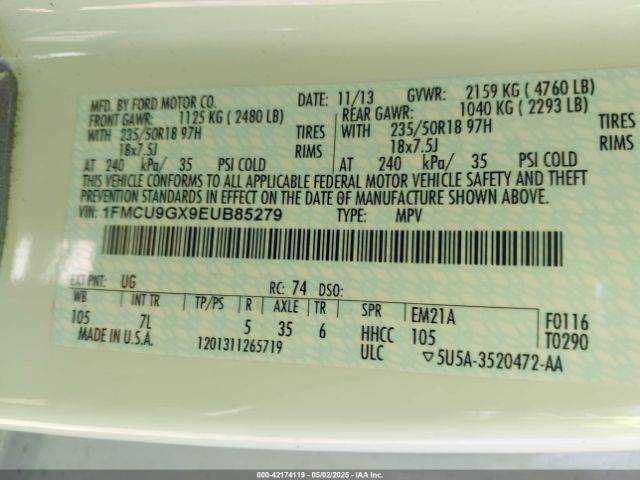 MFD. BY FORD MOTOR CO. DATE: 11/13 GVWR: 2159 KG ( 4760 LB)
FRONT GAWR: 1125 KG ( 2480 LB) REAR GAWR: 1040 KG ( 2293 LB)
WITH 235/50R18 97H TIRES WITH 235/50R18 97H TIRES
18x7.5J RIMS 18x7.5J RIMS
AT 240 kPa/ 35 PSI COLD AT 240 kPa/ 35 PSI COLD
THIS VEHICLE CONFORMS TO ALL APPLICABLE FEDERAL MOTOR VEHICLE SAFETY AND THEFT
PREVENTION STANDARDS IN EFFECT ON THE DATE OF MANUFACTURE SHOWN ABOVE.
VIN: 1FMCU9GX9EUB85279 TYPE: MPV
EXT PNT: UG RC: 74 DSO:
WB INT TR TP/PS R AXLE TR SPR EM21A F0116
105 7L 5 35 6 HHCC 105 T0290
MADE IN U.S.A. 1201311265719 ULC ▽5U5A-3520472-AA
000-42174119 - 05/02/2025 - IAA Inc.